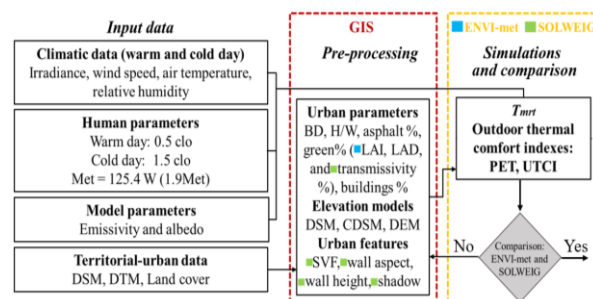 Input data
Climatic data (warm and cold day)
Irradiance, wind speed, air temperature,
relative humidity
Human parameters
Warm day: 0.5 clo
Cold day: 1.5 clo
Met = 125.4 W (1.9Met)
Model parameters
Emissivity and albedo
Territorial-urban data
DSM, DTM, Land cover
GIS
Pre-processing
Urban parameters
BD, H/W, asphalt %,
green% (LAI, LAD,
and transmissivity
%), buildings %
Elevation models
DSM, CDSM, DEM
Urban features
SVF, wall aspect,
wall height, shadow
ENVI-met SOLWEIG
Simulations
and comparison
Tmrt
Outdoor thermal
comfort indexes:
PET, UTCI
No
Comparison:
ENVI-met and
SOLWEIG
Yes